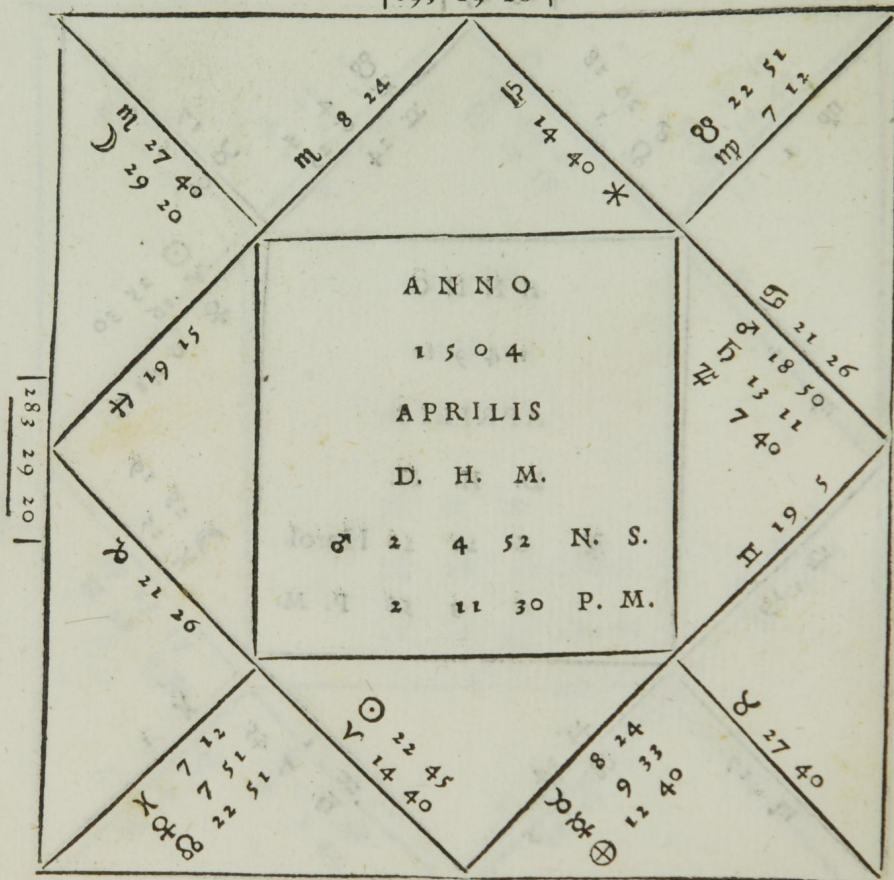 ♏ 27 40
☽ 29 20
♏ 8 24
♎ 14 40 ⚹
☋ 22 51
♍ 7 12
♐ 19 15
ANNO
1504
APRILIS
D. H. M.
♂ 2 4 52 N. S.
2 11 30 P. M.
♋ 21 26
♂ 18 50
♄ 13 11
♃ 7 40
♊ 19 5
283 29 20
♑ 21 26
♓ 7 12
♀ 7 51
☊ 22 51
☉ 22 45
♈ 14 40
♉ 8 24
☿ 9 33
⊗ 12 40
♉ 27 40